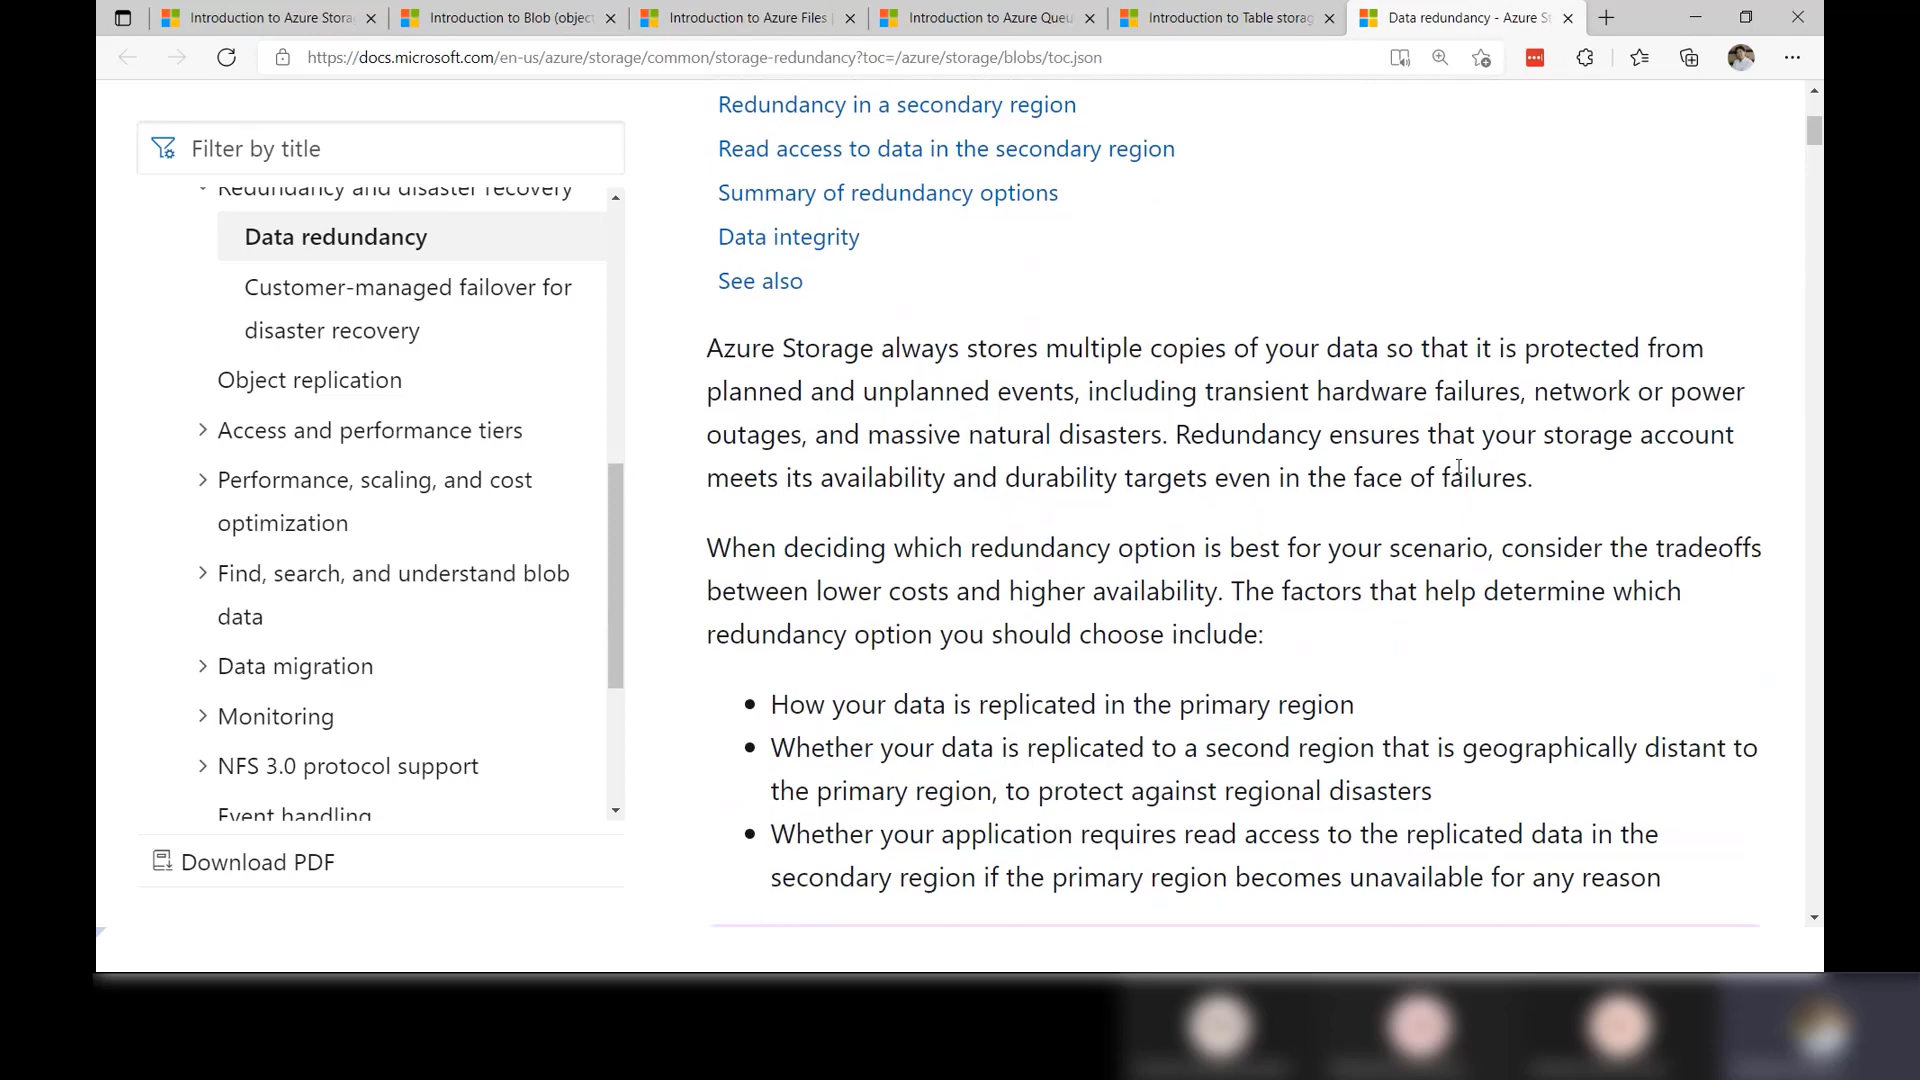 Introduction to Azure Stora
Introduction to Blob (objec
Introduction to Azure Files |
Introduction to Azure Queu
Introduction to Table storag
Data redundancy - Azure St
https://docs.microsoft.com/en-us/azure/storage/common/storage-redundancy?toc=/azure/storage/blobs/toc.json
Filter by title
Redundancy and disaster recovery
Data redundancy
Customer-managed failover for
disaster recovery
Object replication
Access and performance tiers
Performance, scaling, and cost
optimization
Find, search, and understand blob
data
Data migration
Monitoring
NFS 3.0 protocol support
Event handling
Download PDF
Redundancy in a secondary region
Read access to data in the secondary region
Summary of redundancy options
Data integrity
See also
Azure Storage always stores multiple copies of your data so that it is protected from
planned and unplanned events, including transient hardware failures, network or power
outages, and massive natural disasters. Redundancy ensures that your storage account
meets its availability and durability targets even in the face of failures.
When deciding which redundancy option is best for your scenario, consider the tradeoffs
between lower costs and higher availability. The factors that help determine which
redundancy option you should choose include:
• How your data is replicated in the primary region
• Whether your data is replicated to a second region that is geographically distant to
the primary region, to protect against regional disasters
• Whether your application requires read access to the replicated data in the
secondary region if the primary region becomes unavailable for any reason